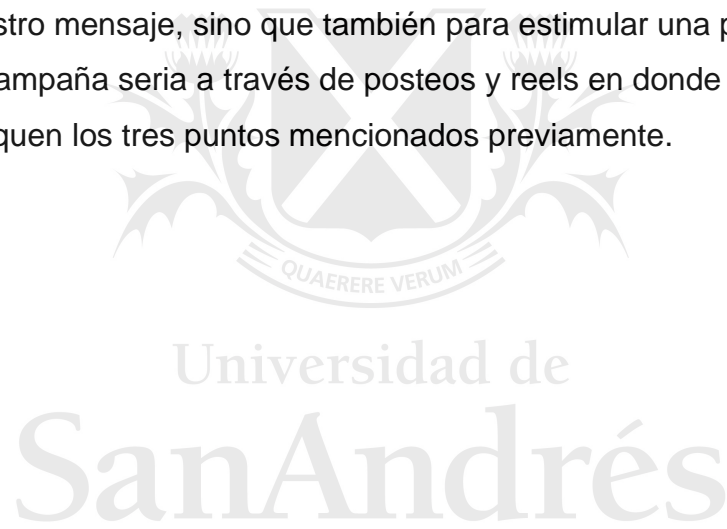 stro mensaje, sino que también para estimular una p
ampaña seria a través de posteos y reels en donde
quen los tres puntos mencionados previamente.
QUAERERE VERUM
Universidad de
SanAndrés